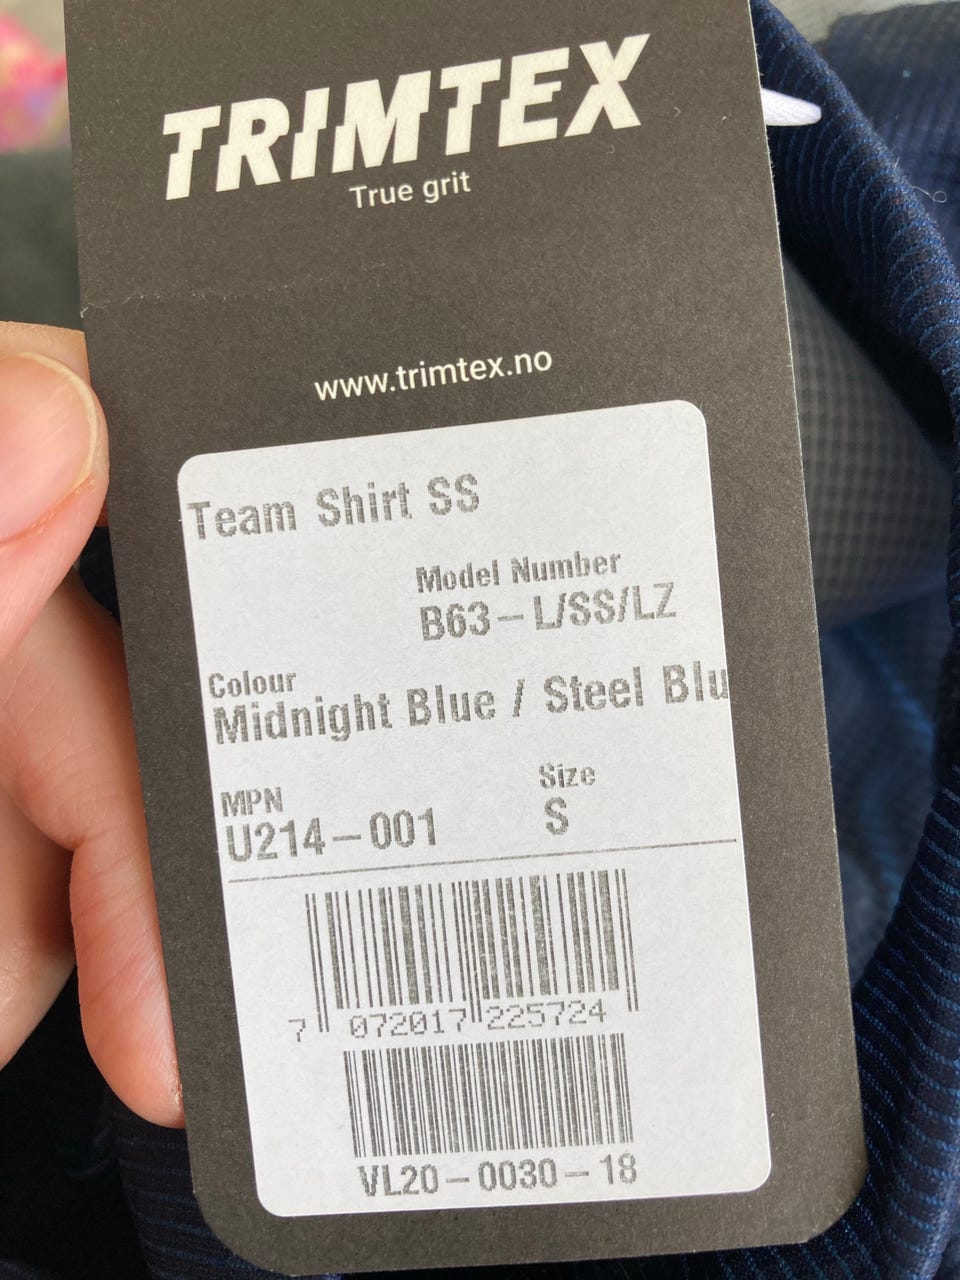 TRIMTEX
True grit
www.trimtex.no
Team Shirt SS
Model Number
B63-L/SS/LZ
Colour
Midnight Blue / Steel Blu
MPN
Size
U214-001
S
7 072017 225724
VL20-0030-18